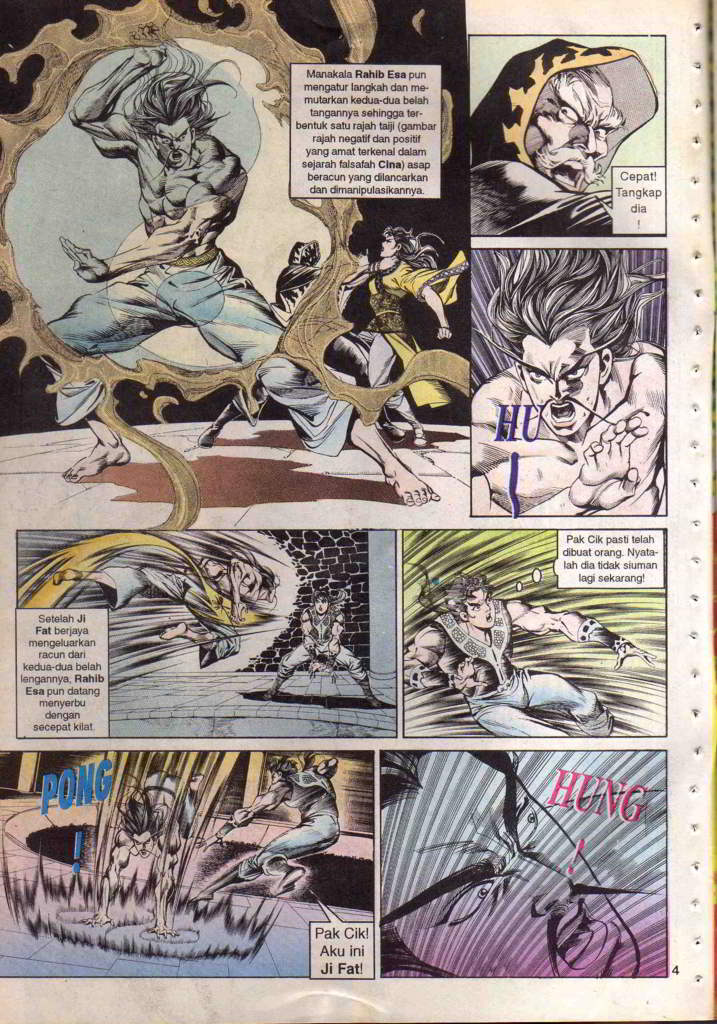 Manakala Rahib Esa pun
mengatur langkah dan me-
mutarkan kedua-dua belah
tangannya sehingga ter-
bentuk satu rajah taiji (gambar
rajah negatif dan positif
yang amat terkenal dalam
sejarah falsafah Cina) asap
beracun yang dilancarkan
dan dimanipulasikannya.
Cepat!
Tangkap
dia
!
HU
!
Setelah Ji
Fat berjaya
mengeluarkan
racun dari
kedua-dua belah
lengannya, Rahib
Esa pun datang
menyerbu
dengan
secepat kilat.
Pak Cik pasti telah
dibuat orang. Nyata-
lah dia tidak siuman
lagi sekarang!
PONG
!
Pak Cik!
Aku ini
Ji Fat!
HUNG
!
4